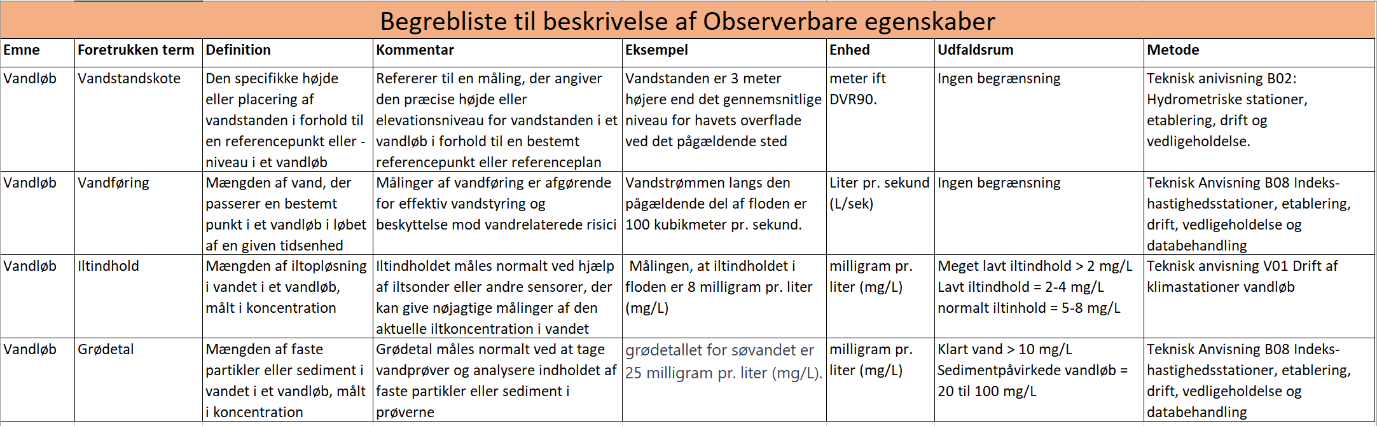 Begrebliste til beskrivelse af Observerbare egenskaber
Emne
Foretrukken term
Definition
Kommentar
Eksempel
Enhed
Udfaldsrum
Metode
Vandløb
Vandstandskote
Den specifikke højde
eller placering af
vandstanden i forhold til
en referencepunkt eller -
niveau i et vandløb
Refererer til en måling, der angiver
den præcise højde eller
elevationsniveau for vandstanden i et
vandløb i forhold til en bestemt
referencepunkt eller referenceplan
Vandstanden er 3 meter
højere end det gennemsnitlige
niveau for havets overflade
ved det pågældende sted
meter ift
DVR90.
Ingen begrænsning
Teknisk anivisning B02:
Hydrometriske stationer,
etablering, drift og
vedligeholdelse.
Vandløb
Vandføring
Mængden af vand, der
passerer en bestemt
punkt i et vandløb i løbet
af en given tidsenhed
Målinger af vandføring er afgørende
for effektiv vandstyring og
beskyttelse mod vandrelaterede risici
Vandstrømmen langs den
pågældende del af floden er
100 kubikmeter pr. sekund.
Liter pr. sekund
(L/sek)
Ingen begrænsning
Teknisk Anvisning B08 Indeks-
hastighedsstationer, etablering,
drift, vedligeholdelse og
databehandling
Vandløb
Iltindhold
Mængden af iltopløsning
i vandet i et vandløb,
målt i koncentration
Iltindholdet måles normalt ved hjælp
af iltsonder eller andre sensorer, der
kan give nøjagtige målinger af den
aktuelle iltkoncentration i vandet
Målingen, at iltindholdet i
floden er 8 milligram pr. liter
(mg/L)
milligram pr.
liter (mg/L)
Meget lavt iltindhold > 2 mg/L
Lavt iltindhold = 2-4 mg/L
normalt iltinhold = 5-8 mg/L
Teknisk anvisning V01 Drift af
klimastationer vandløb
Vandløb
Grødetal
Mængden af faste
partikler eller sediment i
vandet i et vandløb, målt
i koncentration
Grødetal måles normalt ved at tage
vandprøver og analysere indholdet af
faste partikler eller sediment i
prøverne
grødetallet for søvandet er
25 milligram pr. liter (mg/L).
milligram pr.
liter (mg/L)
Klart vand > 10 mg/L
Sedimentpåvirkede vandløb =
20 til 100 mg/L
Teknisk Anvisning B08 Indeks-
hastighedsstationer, etablering,
drift, vedligeholdelse og
databehandling